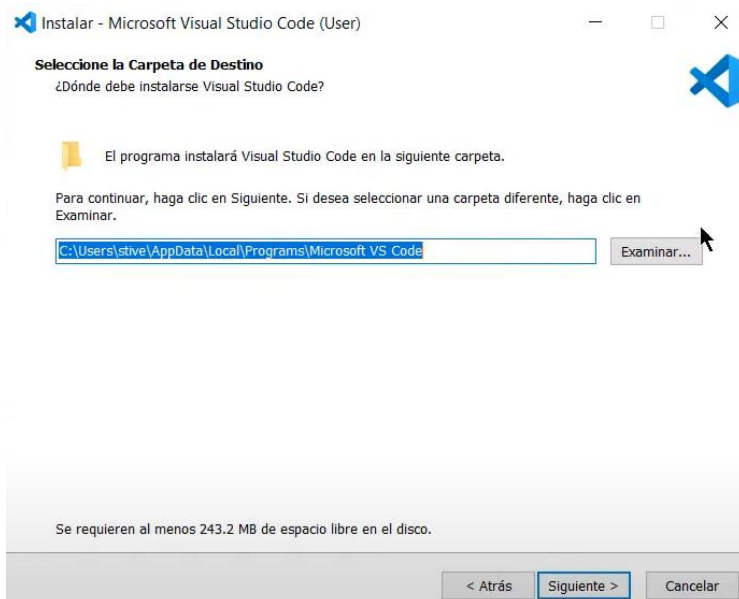 Instalar - Microsoft Visual Studio Code (User)
Seleccione la Carpeta de Destino
¿Dónde debe instalarse Visual Studio Code?
El programa instalará Visual Studio Code en la siguiente carpeta.
Para continuar, haga clic en Siguiente. Si desea seleccionar una carpeta diferente, haga clic en
Examinar.
C:\Users\stive\AppData\Local\Programs\Microsoft VS Code
Examinar...
Se requieren al menos 243.2 MB de espacio libre en el disco.
< Atrás
Siguiente >
Cancelar